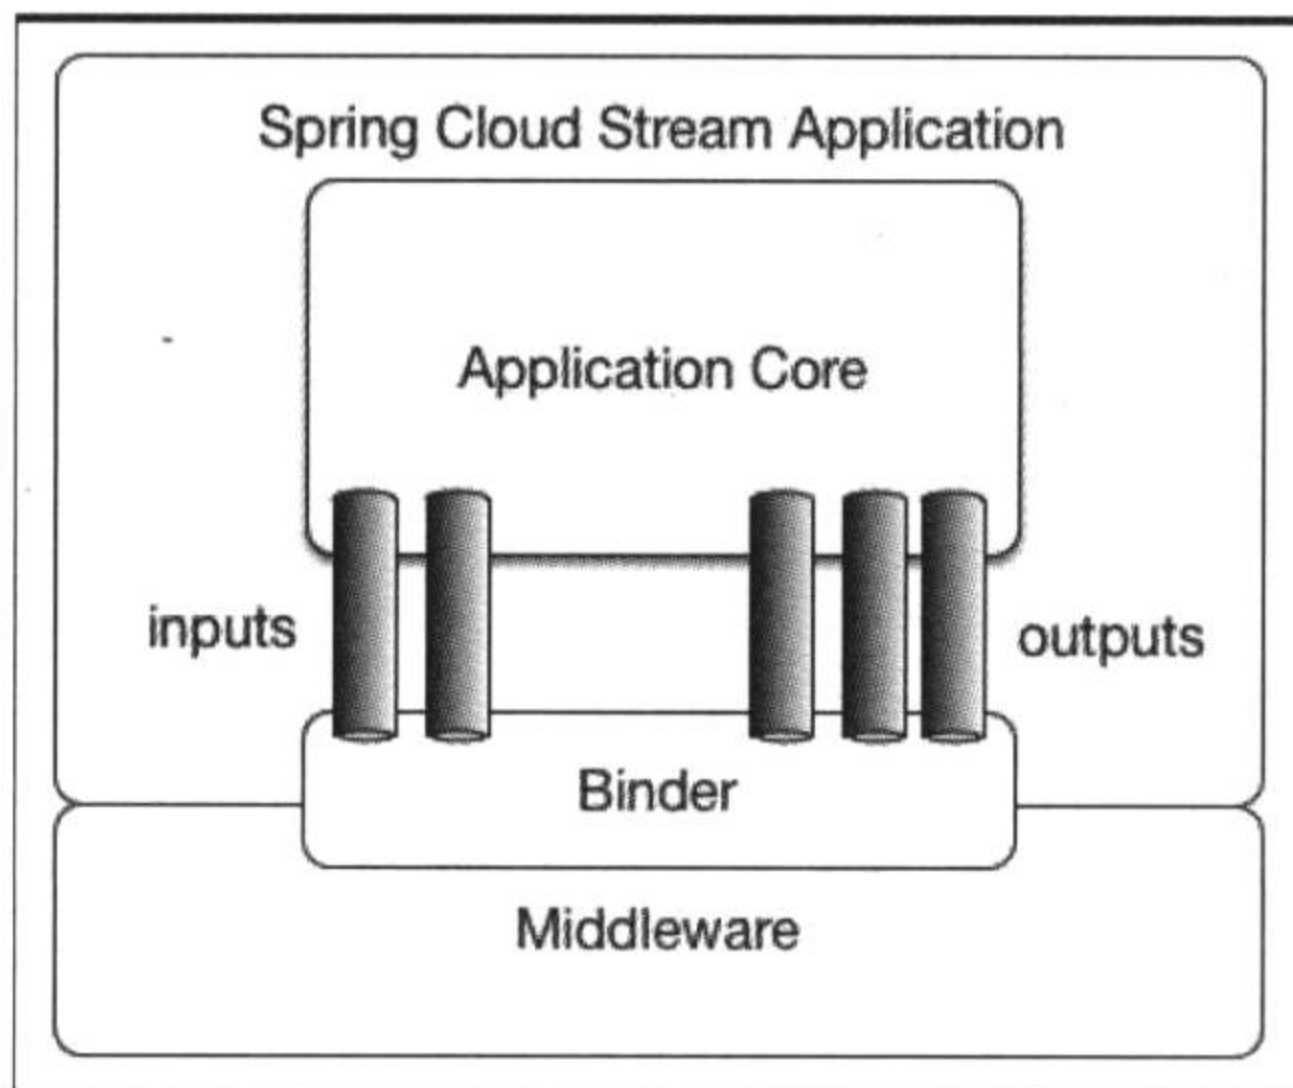 Spring Cloud Stream Application
Application Core
inputs
outputs
Binder
Middleware